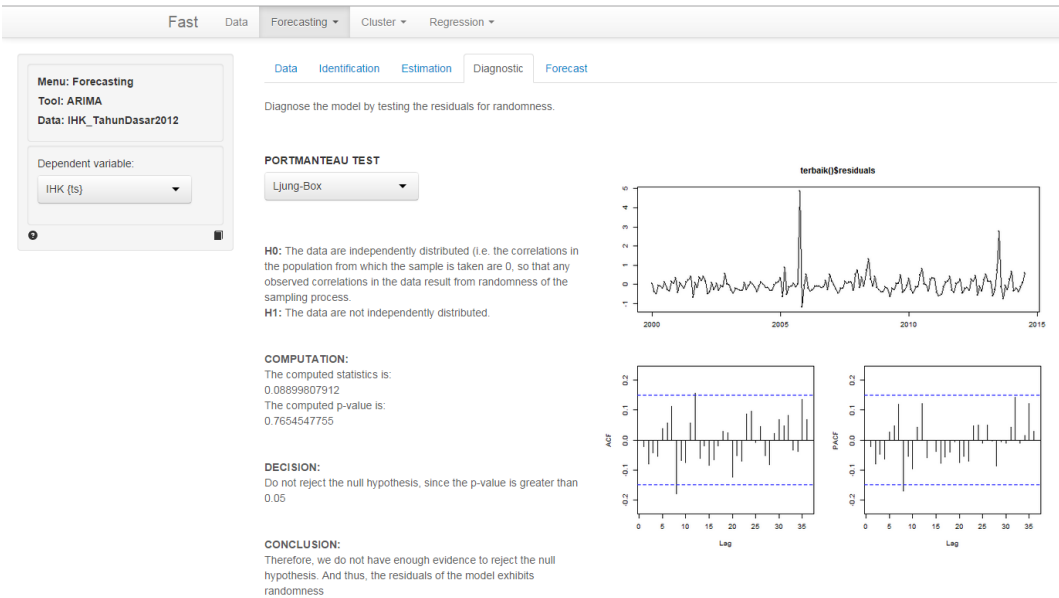 Fast Data Forecasting Cluster Regression
Menu: Forecasting
Tool: ARIMA
Data: IHK_TahunDasar2012
Dependent variable:
IHK {ts}
Data Identification Estimation Diagnostic Forecast
Diagnose the model by testing the residuals for randomness.
PORTMANTEAU TEST
Ljung-Box
H0: The data are independently distributed (i.e. the correlations in
the population from which the sample is taken are 0, so that any
observed correlations in the data result from randomness of the
sampling process.
H1: The data are not independently distributed.
COMPUTATION:
The computed statistics is:
0.08899807912
The computed p-value is:
0.7654547755
DECISION:
Do not reject the null hypothesis, since the p-value is greater than
0.05
CONCLUSION:
Therefore, we do not have enough evidence to reject the null
hypothesis. And thus, the residuals of the model exhibits
randomness
terbaik()$residuals
5
4
3
2
1
0
-1
2000 2005 2010 2015
ACF
0.2
0.1
0.0
-0.1
-0.2
0 5 10 15 20 25 30 35
Lag
PACF
0.2
0.1
0.0
-0.1
-0.2
0 5 10 15 20 25 30 35
Lag